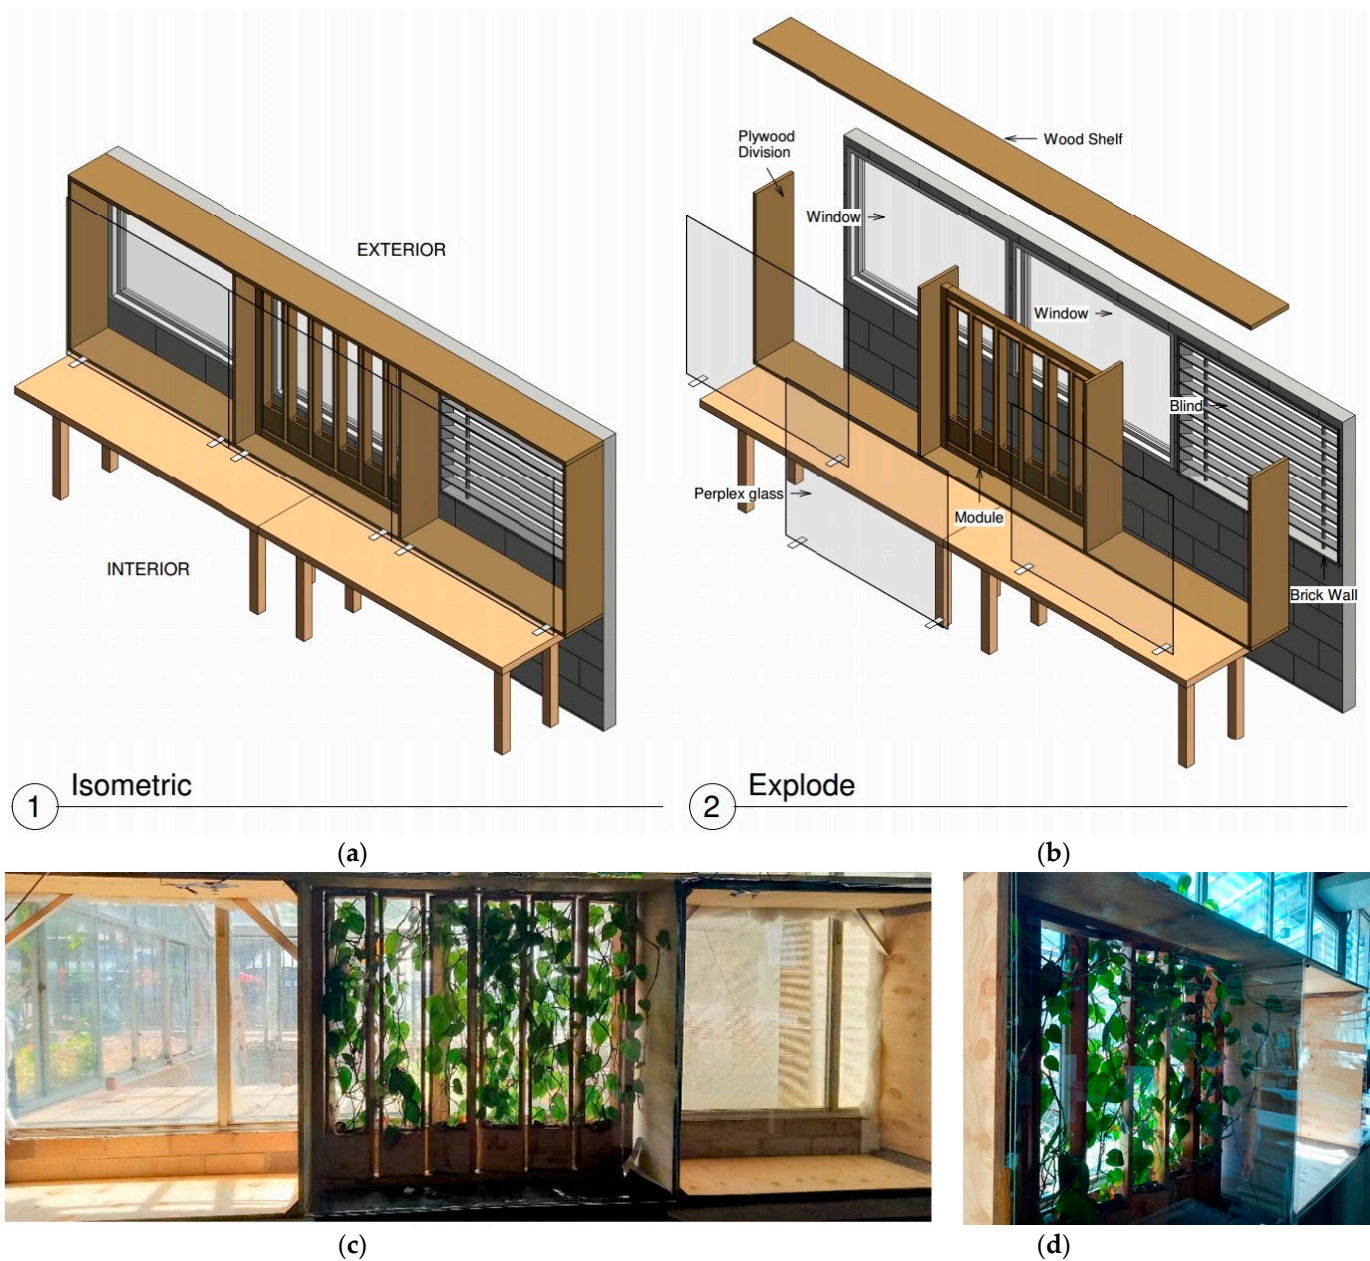 EXTERIOR
INTERIOR
1 Isometric
(a)
Wood Shelf
Plywood
Division
Window
Window
Blind
Perplex glass
Module
Brick Wall
2 Explode
(b)
(c)
(d)